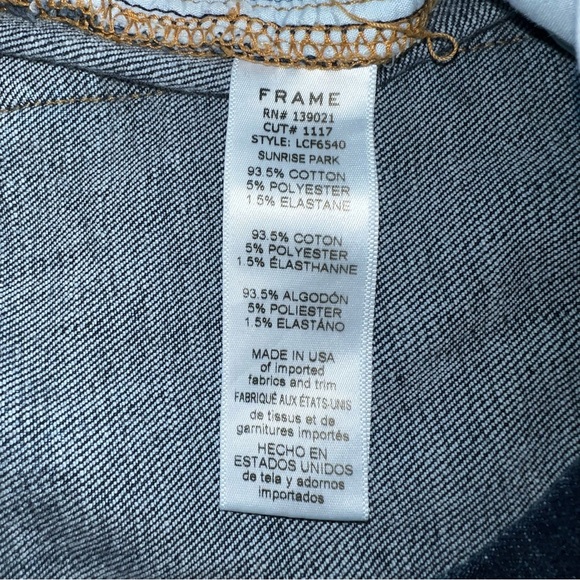 FRAME
RN# 139021
CUT# 1117
STYLE: LCF6540
SUNRISE PARK
93.5% COTTON
5% POLYESTER
1.5% ELASTANE
93.5% COTON
5% POLYESTER
1.5% ÉLASTHANNE
93.5% ALGODÓN
5% POLIESTER
1.5% ELASTÁNO
MADE IN USA
of imported
fabrics and trim
FABRIQUÉ AUX ÉTATS-UNIS
de tissus et de
garnitures importés
HECHO EN
ESTADOS UNIDOS
de tela y adornos
importados